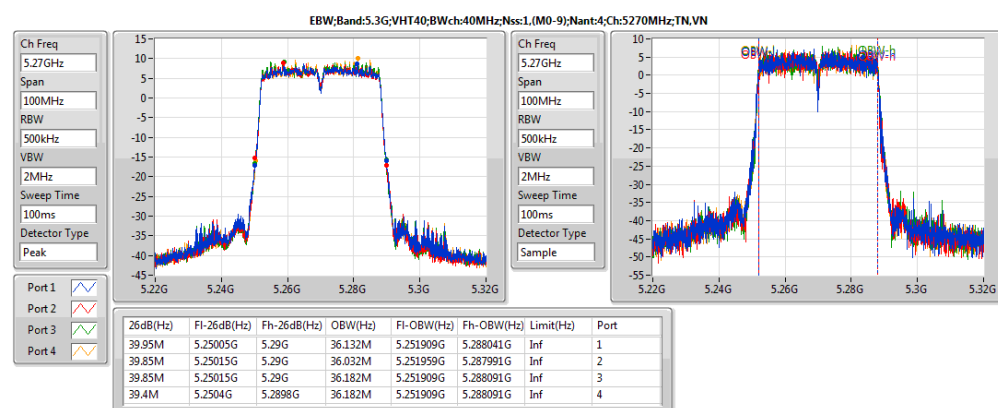 EBW;Band:5.3G;VHT40;BWch:40MHz;Nss:1,(M0-9);Nant:4;Ch:5270MHz;TN,VN
Ch Freq
5.27GHz
Span
100MHz
RBW
500kHz
VBW
2MHz
Sweep Time
100ms
Detector Type
Peak
15
10
5
0
-5
-10
-15
-20
-25
-30
-35
-40
-45
5.22G 5.24G 5.26G 5.28G 5.3G 5.32G
Ch Freq
5.27GHz
Span
100MHz
RBW
500kHz
VBW
2MHz
Sweep Time
100ms
Detector Type
Sample
10
5
0
-5
-10
-15
-20
-25
-30
-35
-40
-45
-50
-55
5.22G 5.24G 5.26G 5.28G 5.3G 5.32G
Port 1
Port 2
Port 3
Port 4
26dB(Hz) Fl-26dB(Hz) Fh-26dB(Hz) OBW(Hz) Fl-OBW(Hz) Fh-OBW(Hz) Limit(Hz) Port
39.95M 5.25005G 5.29G 36.132M 5.251909G 5.288041G Inf 1
39.85M 5.25015G 5.29G 36.032M 5.251959G 5.287991G Inf 2
39.85M 5.25015G 5.29G 36.182M 5.251909G 5.288091G Inf 3
39.4M 5.2504G 5.2898G 36.182M 5.251909G 5.288091G Inf 4